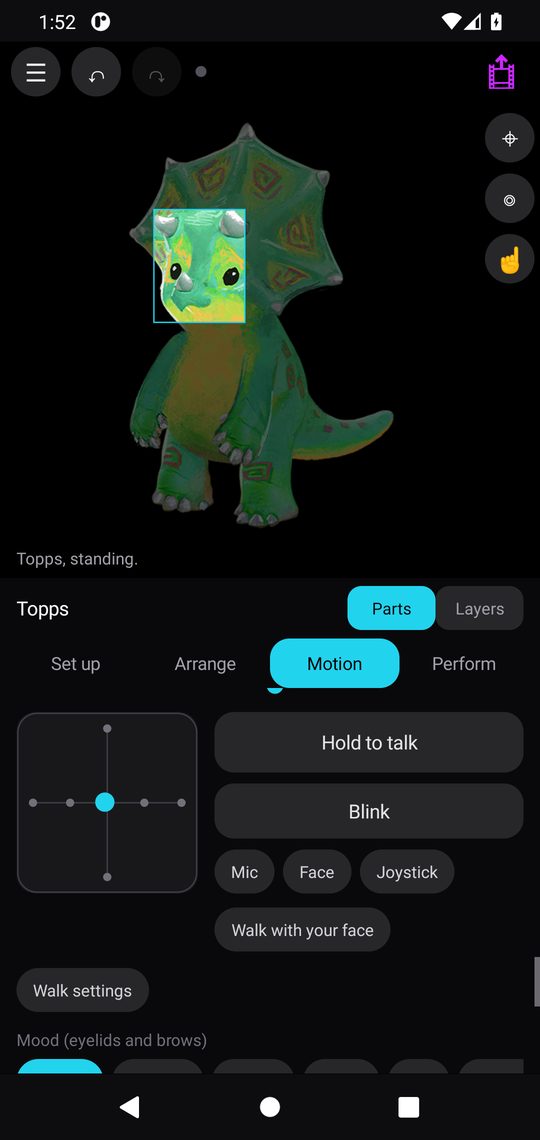 1:52
Topps, standing.
Topps
Parts
Layers
Set up
Arrange
Motion
Perform
Hold to talk
Blink
Mic
Face
Joystick
Walk with your face
Walk settings
Mood (eyelids and brows)